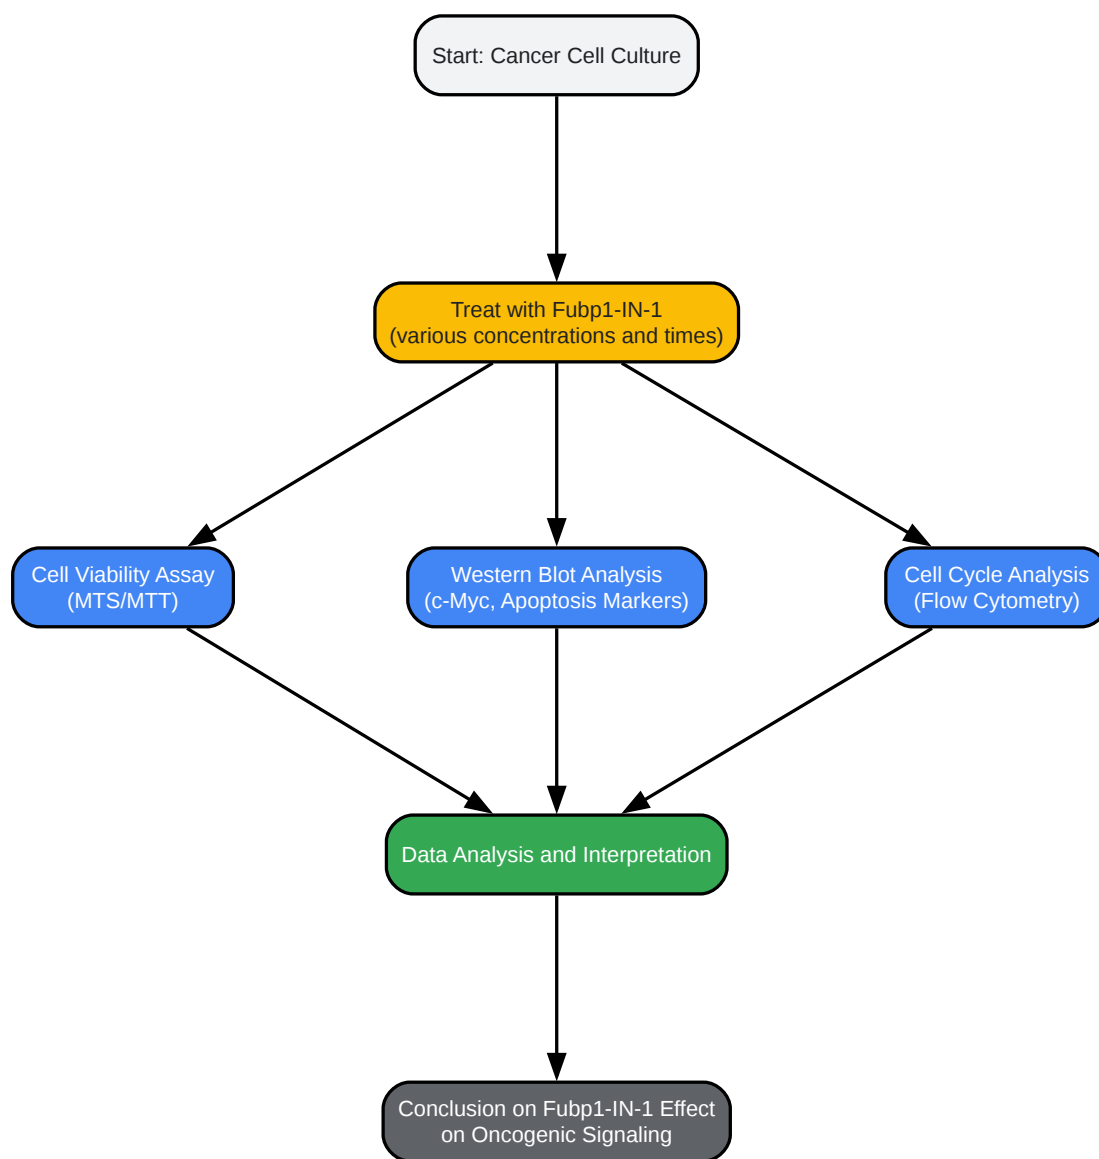 Start: Cancer Cell Culture
Treat with Fubp1-IN-1
(various concentrations and times)
Cell Viability Assay
(MTS/MTT)
Western Blot Analysis
(c-Myc, Apoptosis Markers)
Cell Cycle Analysis
(Flow Cytometry)
Data Analysis and Interpretation
Conclusion on Fubp1-IN-1 Effect
on Oncogenic Signaling